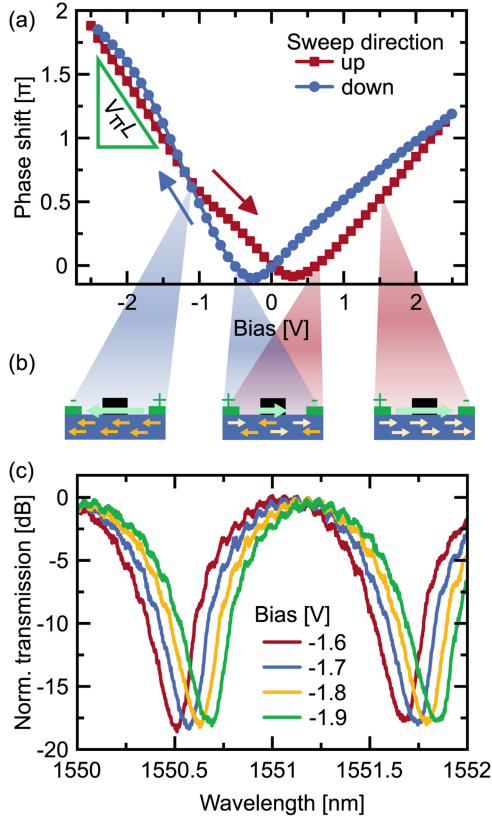 (a)
2
1.5
1
0.5
0
Phase shift [π]
Sweep direction
up
down
VπL
-2
-1
0
1
2
Bias [V]
(b)
- +
+ -
+ -
(c)
0
-5
-10
-15
-20
Norm. transmission [dB]
Bias [V]
-1.6
-1.7
-1.8
-1.9
1550
1550.5
1551
1551.5
1552
Wavelength [nm]